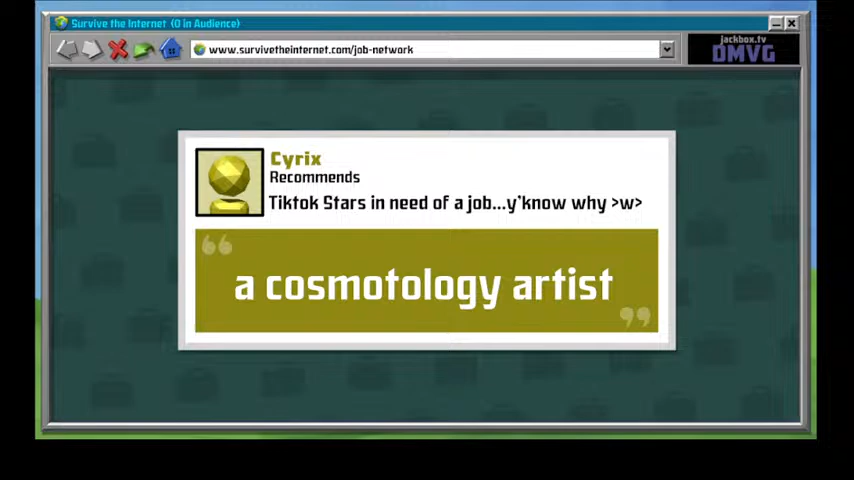 Survive the Internet (0 in Audience)
www.survivetheinternet.com/job-network
jackbox.tv
DMVG
Cyrix
Recommends
Tiktok Stars in need of a job...y'know why >w>
“
a cosmotology artist
”